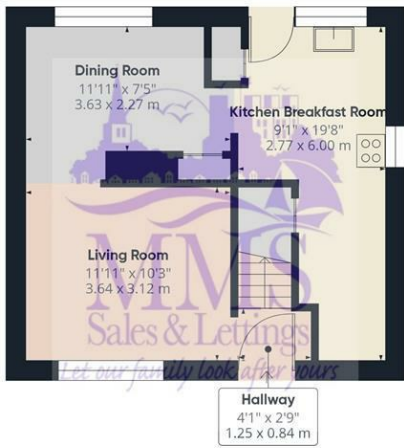 Dining Room
11'11" x 7'5"
3.63 x 2.27 m
Kitchen Breakfast Room
9'1" x 19'8"
2.77 x 6.00 m
Living Room
11'11" x 10'3"
3.64 x 3.12 m
MMS
Sales & Lettings
Let our family look after yours
Hallway
4'1" x 2'9"
1.25 x 0.84 m